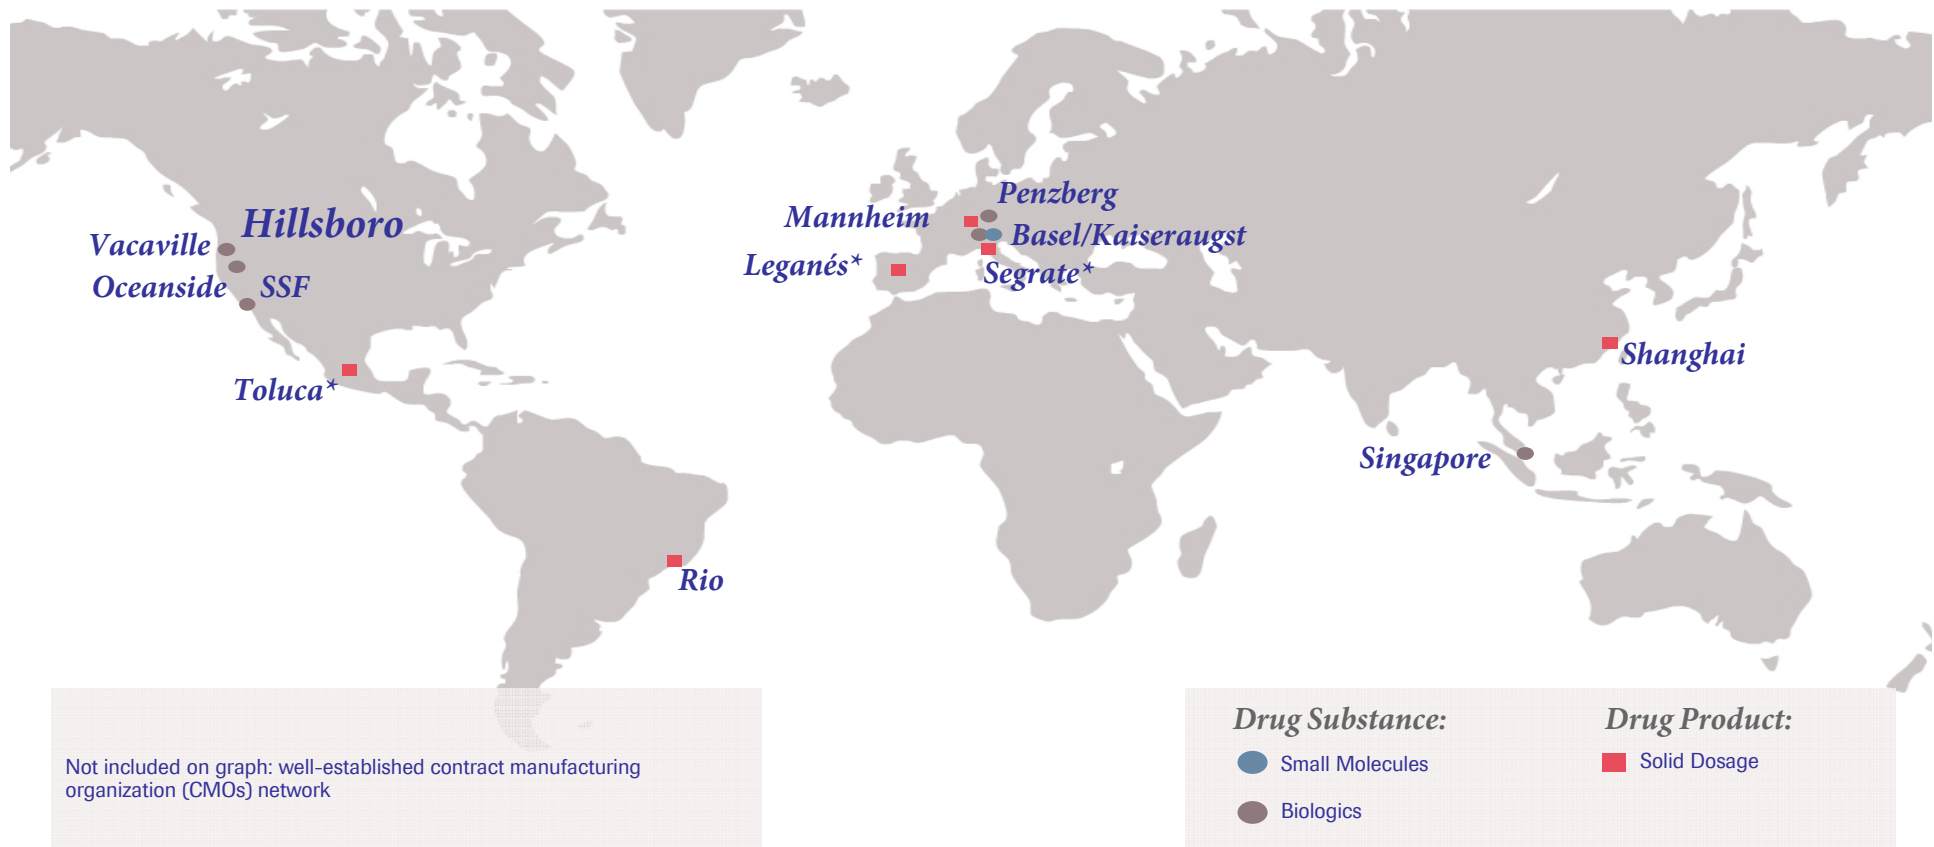 Penzberg
Mannheim
Hillsboro
Vacaville
Basel/Kaiseraugst
Leganés*
Segrate*
Oceanside
SSF
Shanghai
Toluca*
Singapore
Rio
Drug Substance:
Drug Product:
Small Molecules
Solid Dosage
Biologics
Not included on graph: well-established contract manufacturing
organization (CMOs) network